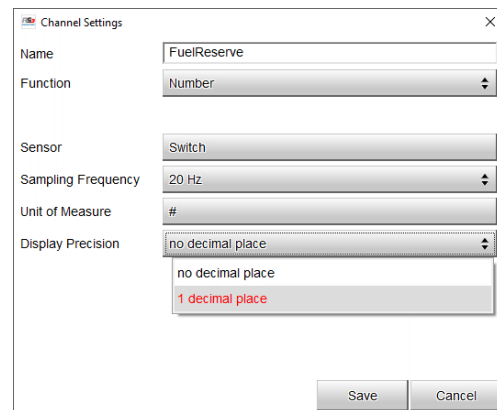 Channel Settings
Name FuelReserve
Function Number
Sensor Switch
Sampling Frequency 20 Hz
Unit of Measure #
Display Precision no decimal place
no decimal place
1 decimal place
Save Cancel